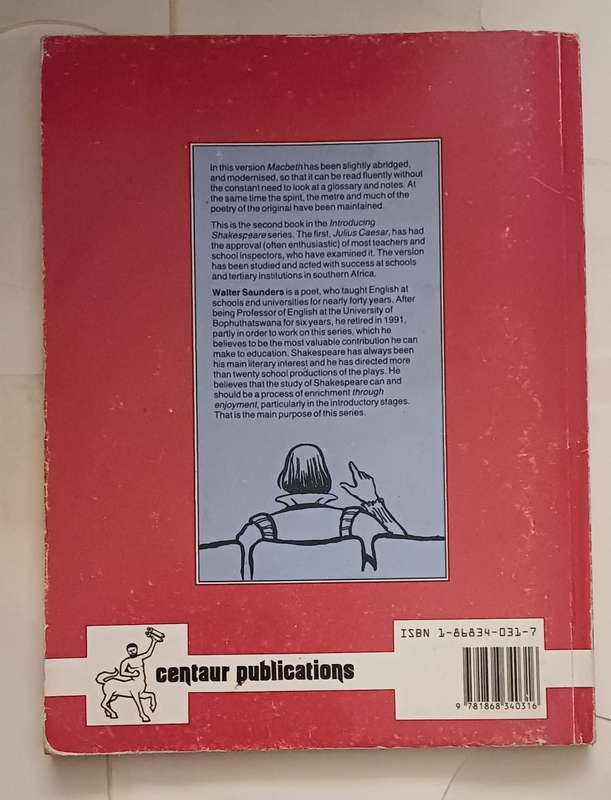 In this version Macbeth has been slightly abridged,
and modernised, so that it can be read fluently without
the constant need to look at a glossary and notes. At
the same time the spirit, the metre and much of the
poetry of the original have been maintained.
This is the second book in the Introducing
Shakespeare series. The first, Julius Caesar, has had
the approval (often enthusiastic) of most teachers and
school inspectors, who have examined it. The version
has been studied and acted with success at schools
and tertiary institutions in southern Africa.
Walter Saunders is a poet, who taught English at
schools and universities for nearly forty years. After
being Professor of English at the University of
Bophuthatswana for six years, he retired in 1991,
partly in order to work on this series, which he
believes to be the most valuable contribution he can
make to education. Shakespeare has always been
his main literary interest and he has directed more
than twenty school productions of the plays. He
believes that the study of Shakespeare can and
should be a process of enrichment through
enjoyment, particularly in the introductory stages.
That is the main purpose of this series.
centaur publications
ISBN 1-86834-031-7
9 781868 340316